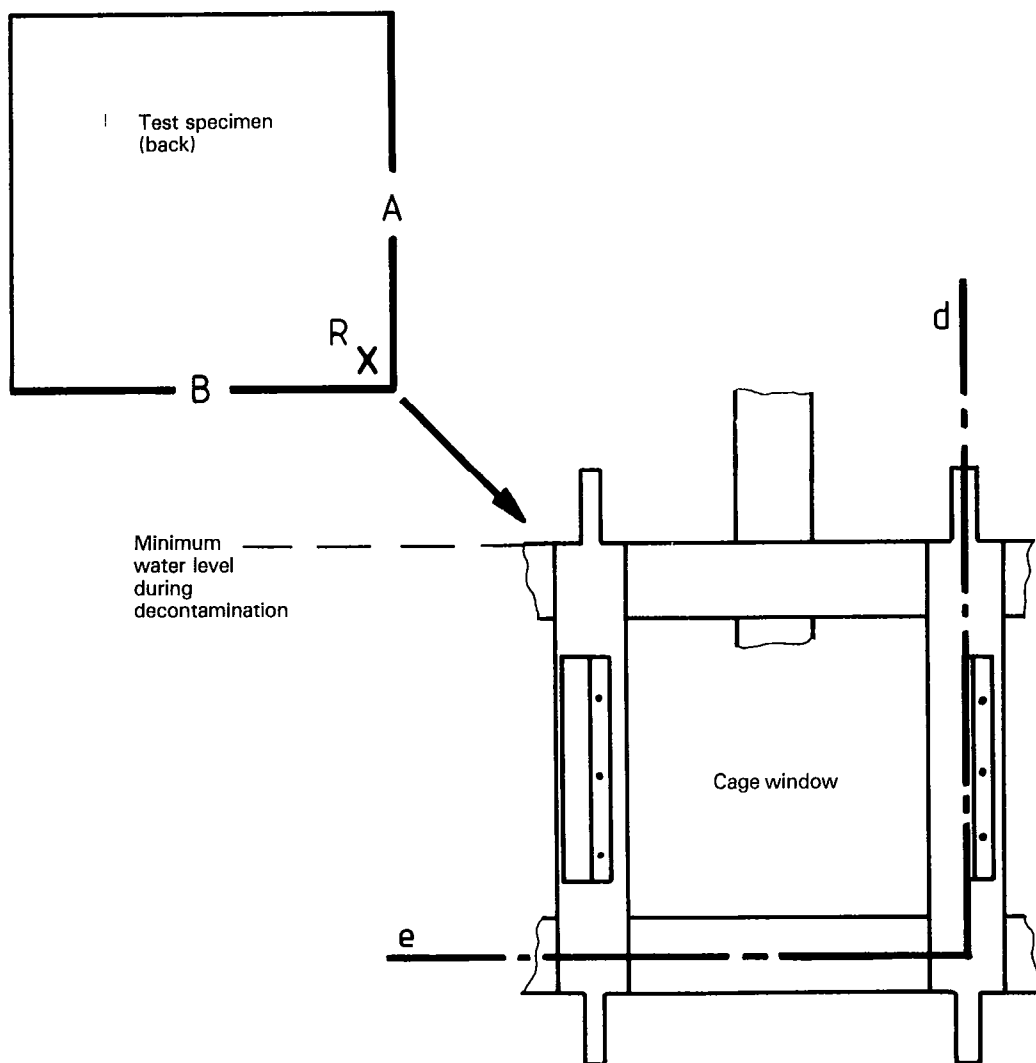 Test specimen
(back)
A
R
X
B
d
Minimum
water level
during
decontamination
Cage window
e